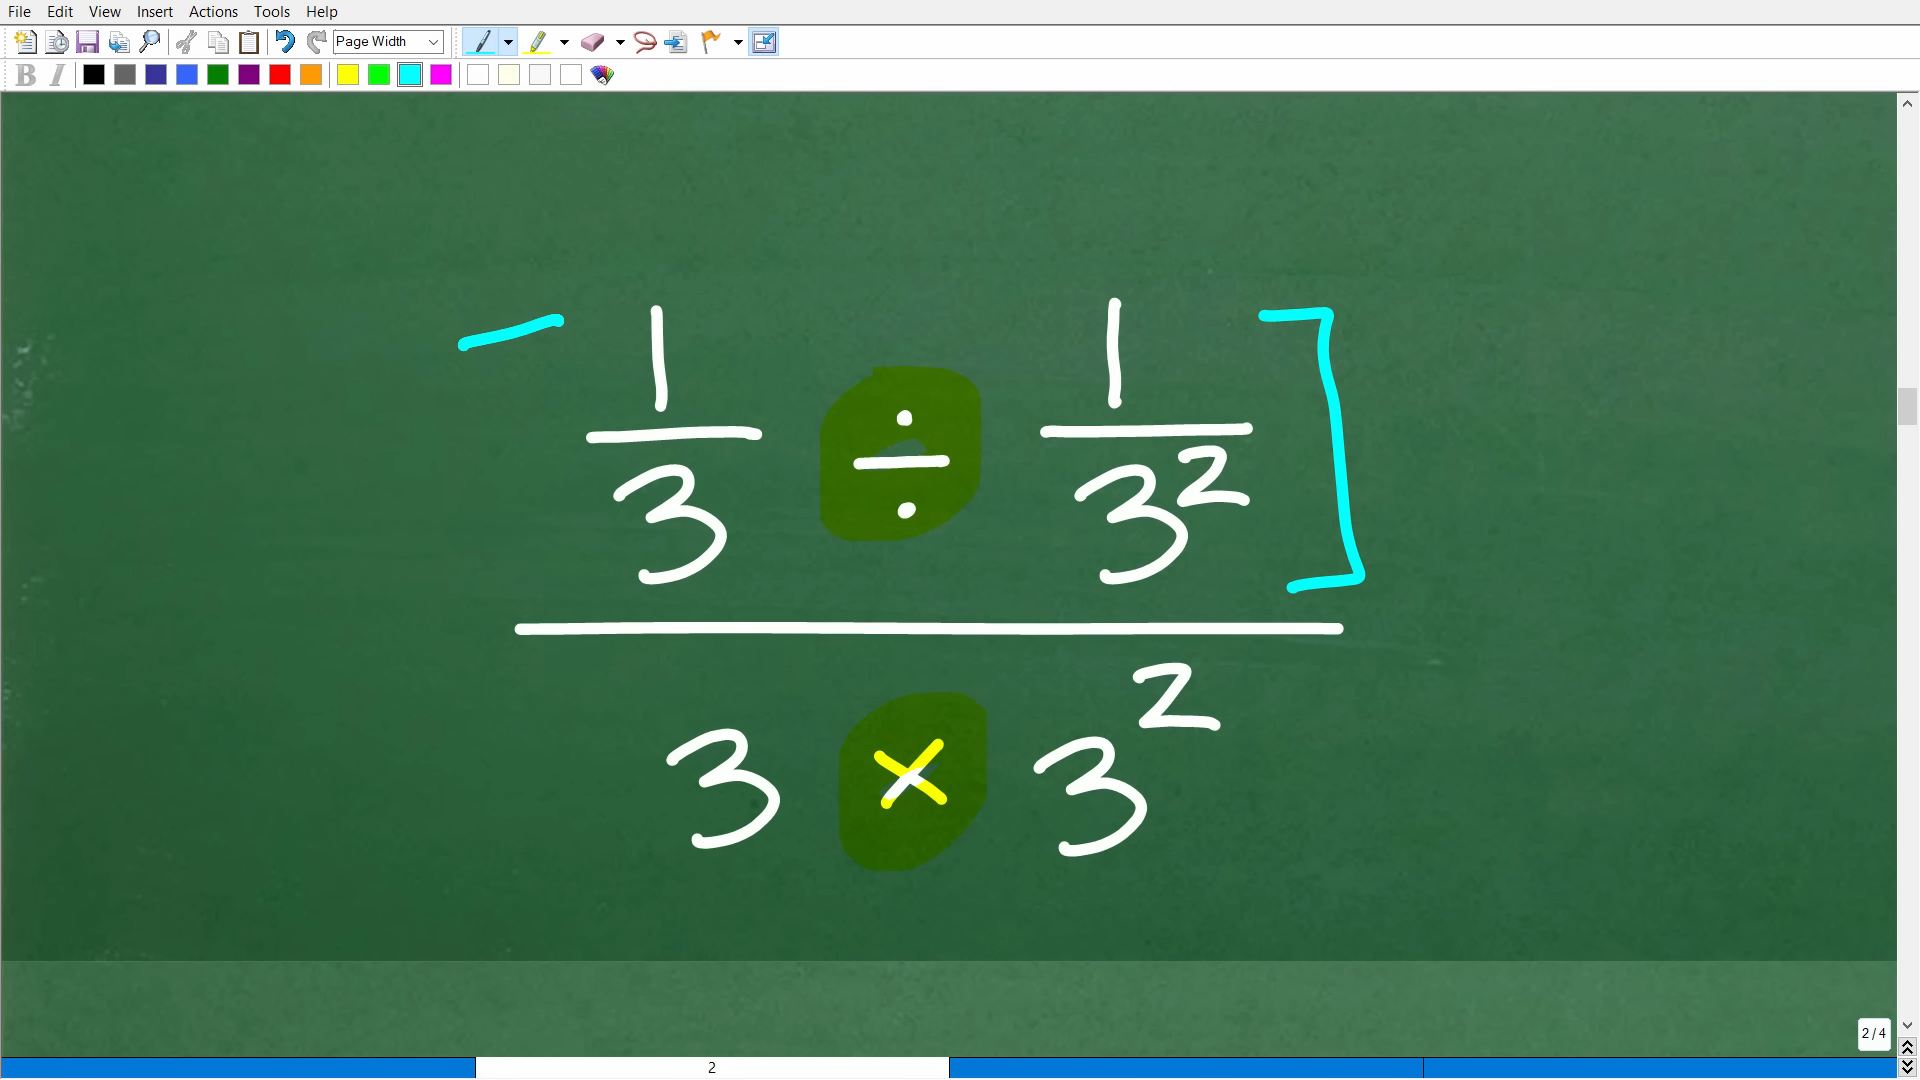 File Edit View Insert Actions Tools Help
Page Width
B I
1/3 ÷ 1/3²
3 × 3²
2 / 4
2